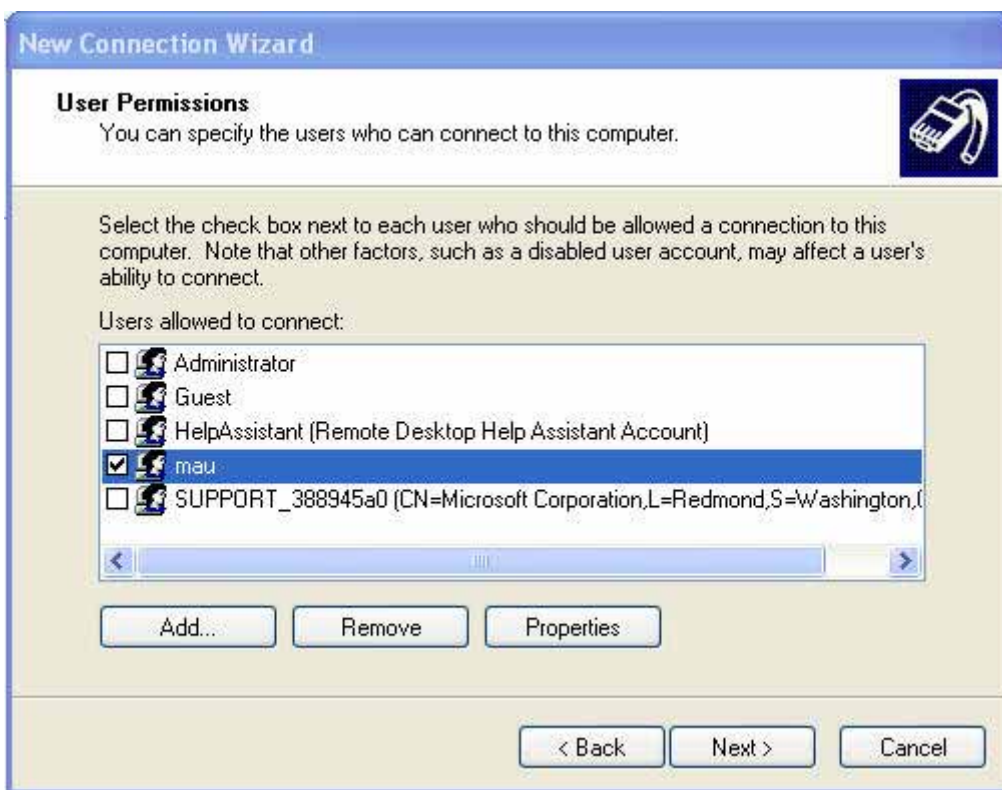 New Connection Wizard
User Permissions
You can specify the users who can connect to this computer.
Select the check box next to each user who should be allowed a connection to this
computer. Note that other factors, such as a disabled user account, may affect a user's
ability to connect.
Users allowed to connect:
Administrator
Guest
HelpAssistant (Remote Desktop Help Assistant Account)
mau
SUPPORT_388945a0 (CN=Microsoft Corporation,L=Redmond,S=Washington,
Add...
Remove
Properties
< Back
Next >
Cancel